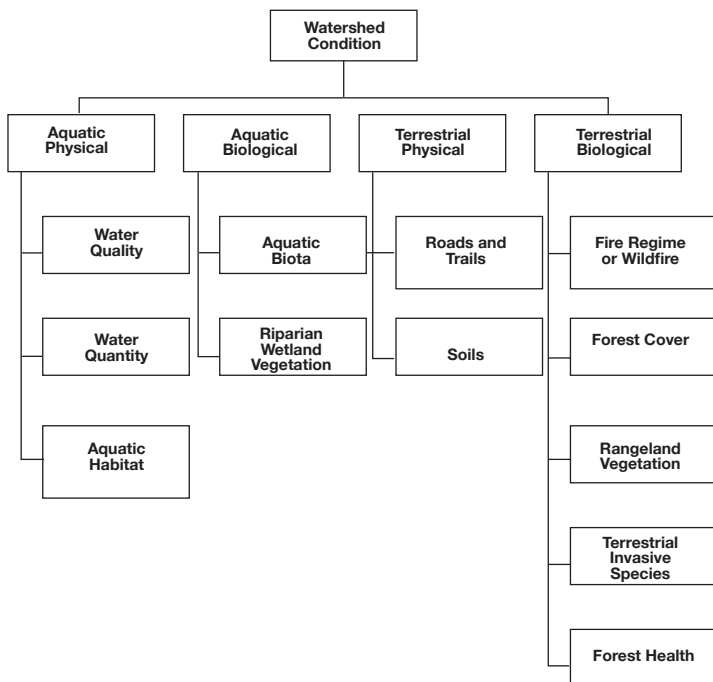 Watershed
Condition
Aquatic
Physical
Aquatic
Biological
Terrestrial
Physical
Terrestrial
Biological
Water
Quality
Aquatic
Biota
Roads and
Trails
Fire Regime
or Wildfire
Water
Quantity
Riparian
Wetland
Vegetation
Soils
Forest Cover
Aquatic
Habitat
Rangeland
Vegetation
Terrestrial
Invasive
Species
Forest Health